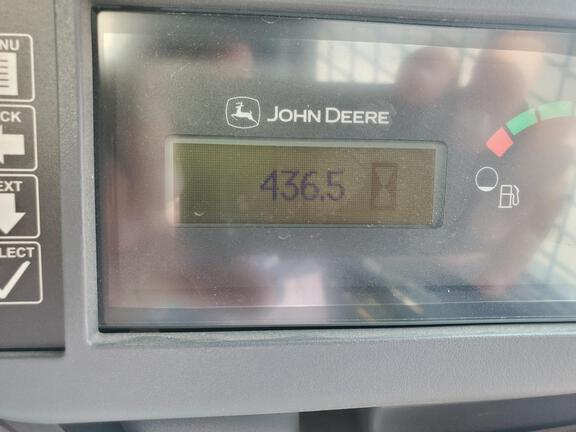 NU
CK
EXT
LECT
JOHN DEERE
436.5